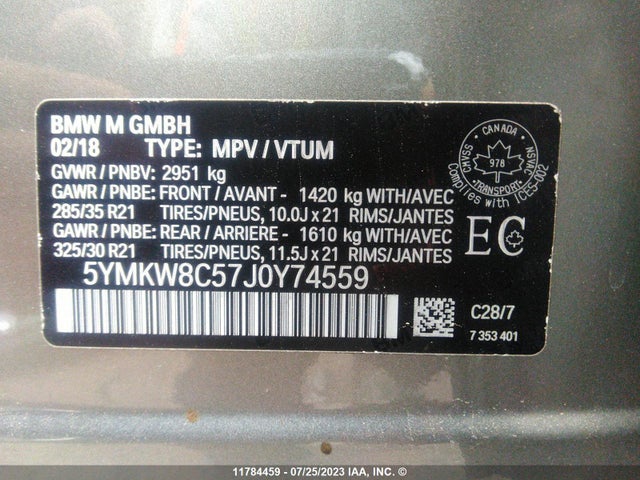 BMW M GMBH
02/18 TYPE: MPV / VTUM
GVWR / PNBV: 2951 kg
GAWR / PNBE: FRONT / AVANT - 1420 kg WITH/AVEC
285/35 R21 TIRES/PNEUS, 10.0J x 21 RIMS/JANTES
GAWR / PNBE: REAR / ARRIERE - 1610 kg WITH/AVEC
325/30 R21 TIRES/PNEUS, 11.5J x 21 RIMS/JANTES
5YMKW8C57J0Y74559
CANADA
CMVSS
NSVAC
978
TRANSPORT
Complies with ICES-002
EC
C28/7
7 353 401
11784459 - 07/25/2023 IAA, INC. ©